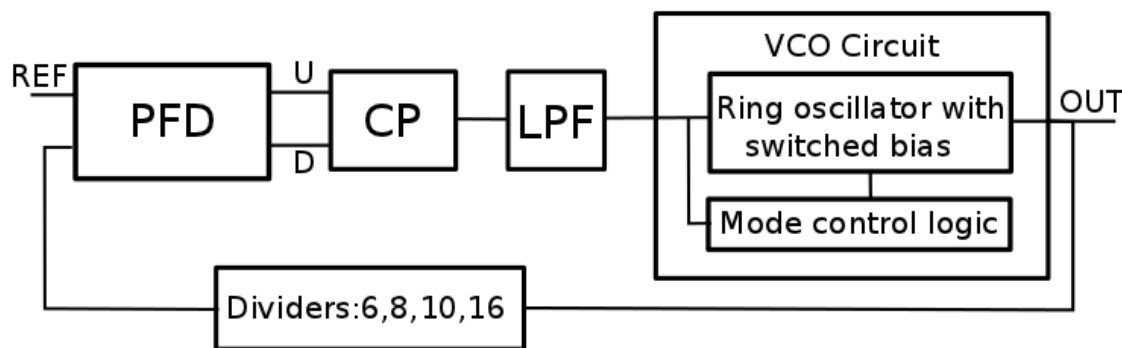 VCO Circuit
REF
U
OUT
PFD
CP
LPF
Ring oscillator with
switched bias
D
Mode control logic
Dividers:6,8,10,16